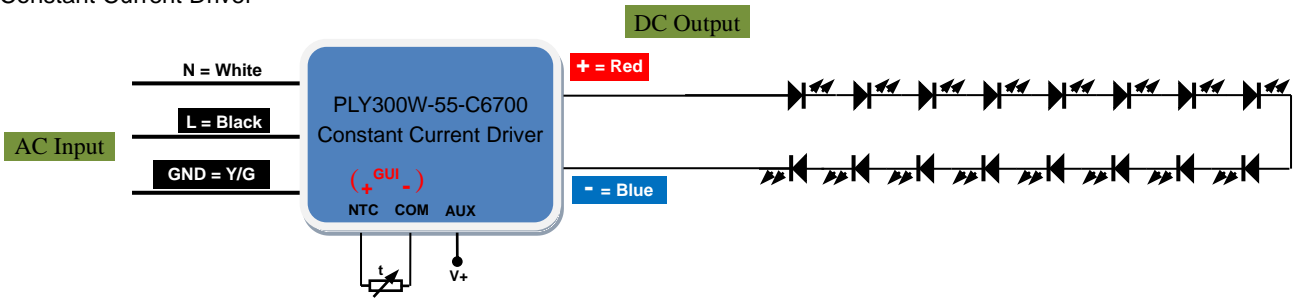 Constant Current Driver
DC Output
N = White
+ = Red
PLY300W-55-C6700
L = Black
Constant Current Driver
AC Input
GND = Y/G
(+ GUI -)
- = Blue
NTC COM AUX
t
V+